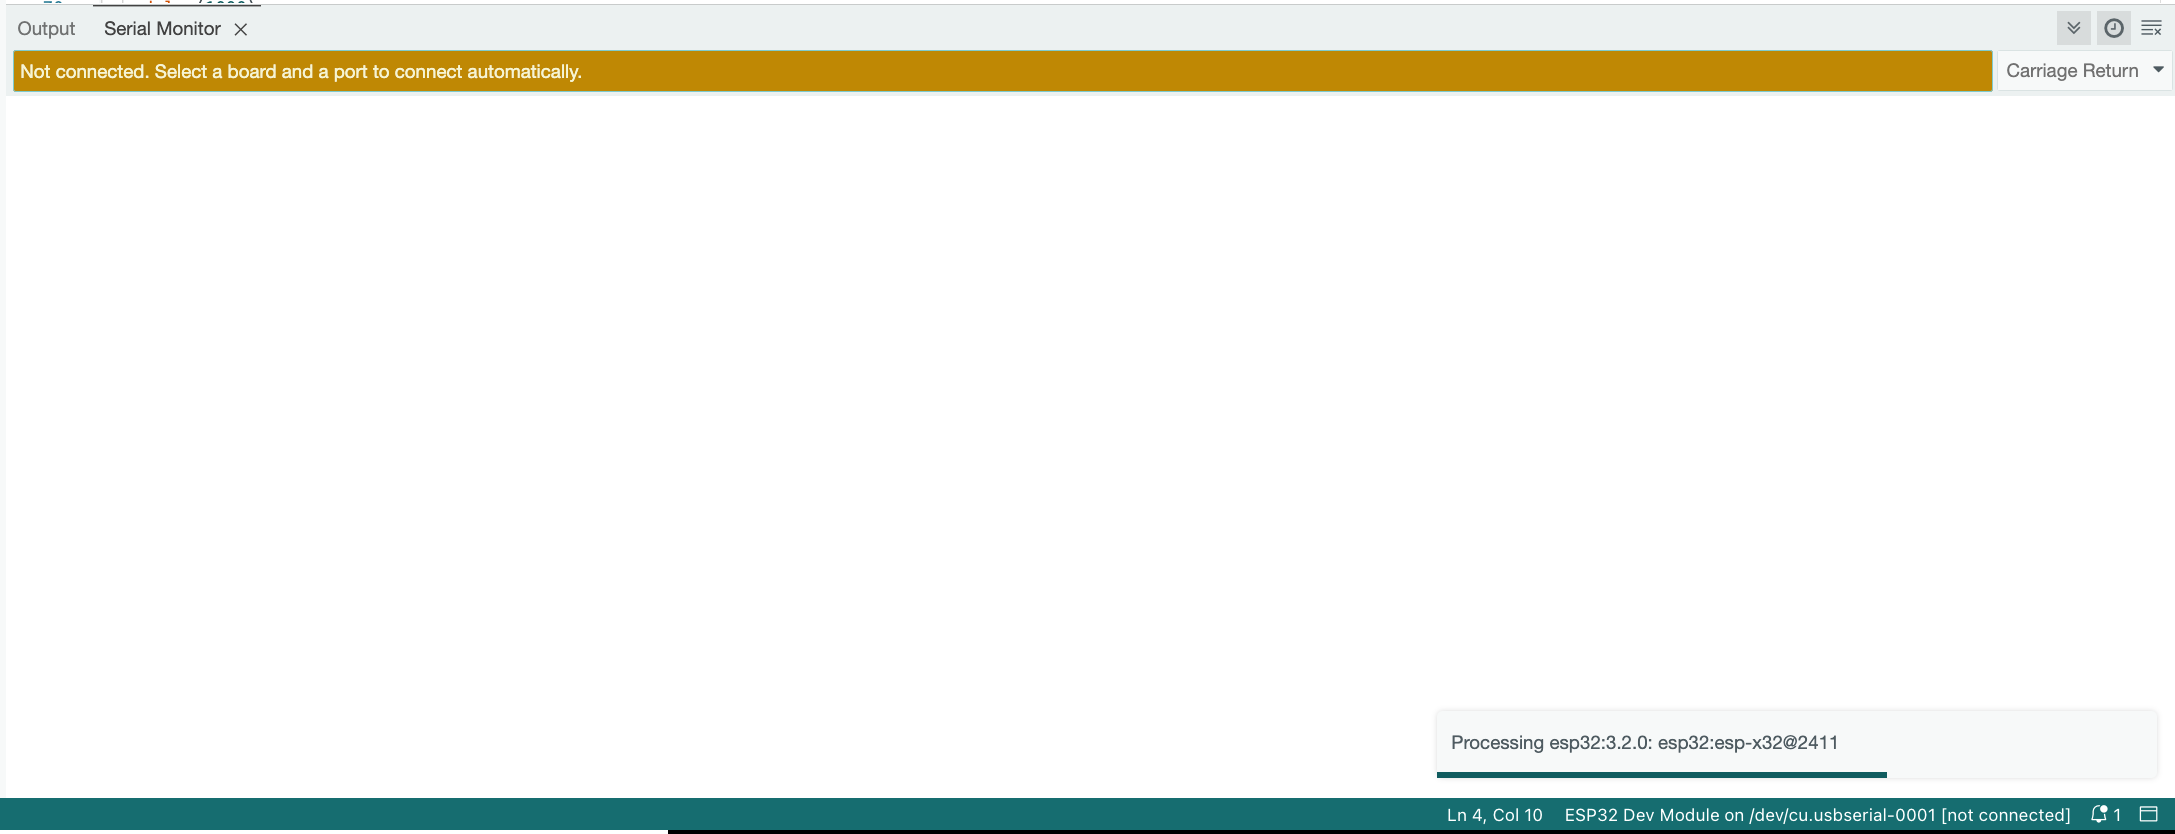 Output Serial Monitor
Not connected. Select a board and a port to connect automatically.
Carriage Return
Processing esp32:3.2.0: esp32:esp-x32@2411
Ln 4, Col 10 ESP32 Dev Module on /dev/cu.usbserial-0001 [not connected] 1